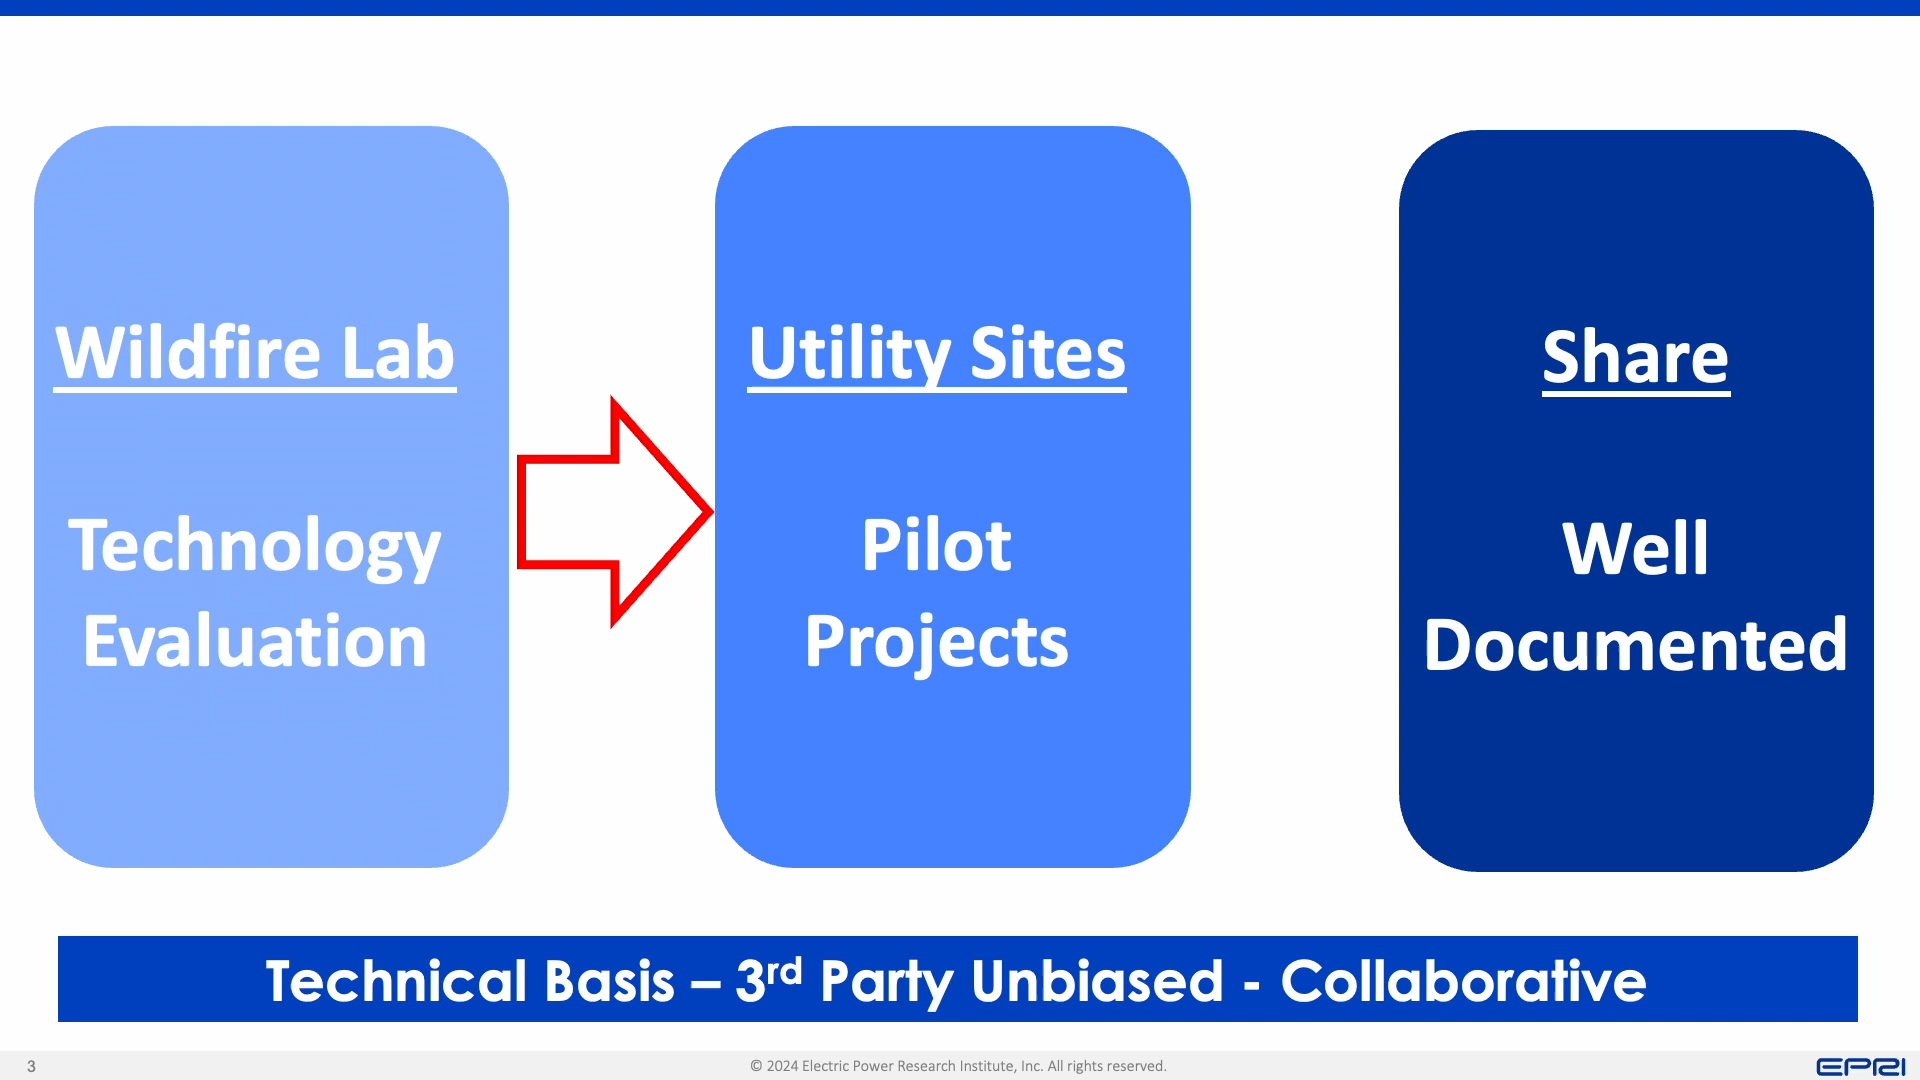 Wildfire Lab
Technology
Evaluation
Utility Sites
Pilot
Projects
Share
Well
Documented
Technical Basis – 3rd Party Unbiased - Collaborative
3
© 2024 Electric Power Research Institute, Inc. All rights reserved.
EPRI